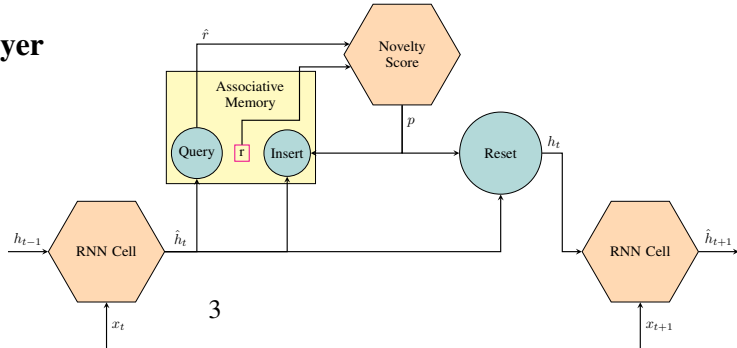 yer
r̂
Novelty
Score
Associative
Memory
p
Query
r
Insert
Reset
h_t
h_{t−1}
RNN Cell
ĥ_t
RNN Cell
ĥ_{t+1}
3
x_t
x_{t+1}